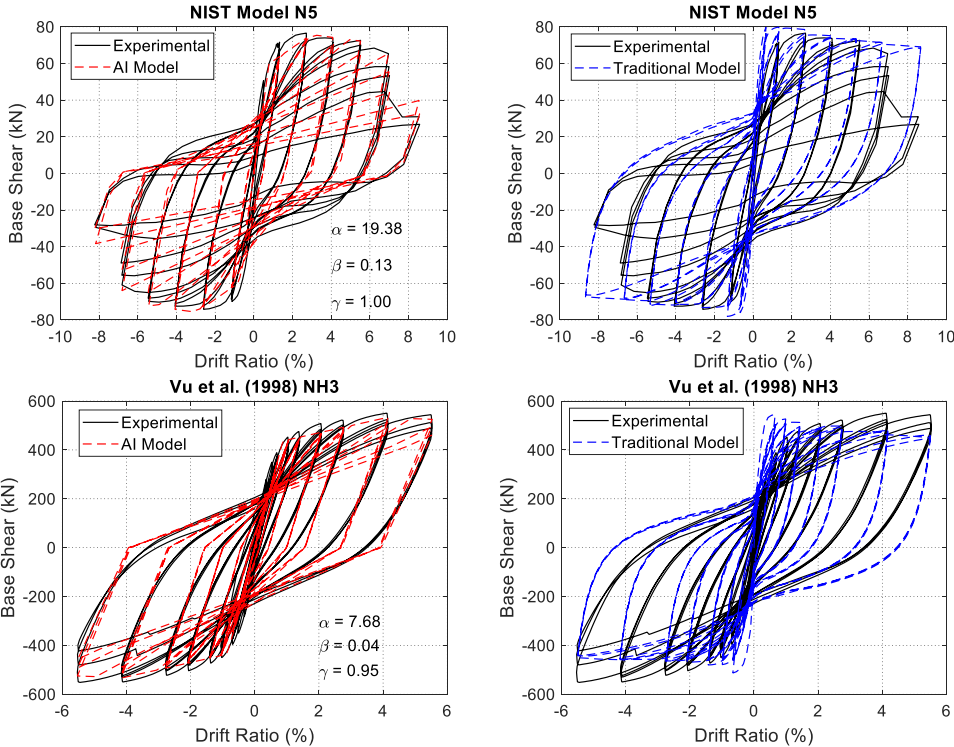 NIST Model N5
Experimental
AI Model
α = 19.38
β = 0.13
γ = 1.00
80
60
40
20
0
-20
-40
-60
-80
Base Shear (kN)
-10 -8 -6 -4 -2 0 2 4 6 8 10
Drift Ratio (%)
NIST Model N5
Experimental
Traditional Model
80
60
40
20
0
-20
-40
-60
-80
Base Shear (kN)
-10 -8 -6 -4 -2 0 2 4 6 8 10
Drift Ratio (%)
Vu et al. (1998) NH3
Experimental
AI Model
α = 7.68
β = 0.04
γ = 0.95
600
400
200
0
-200
-400
-600
Base Shear (kN)
-6 -4 -2 0 2 4 6
Drift Ratio (%)
Vu et al. (1998) NH3
Experimental
Traditional Model
600
400
200
0
-200
-400
-600
Base Shear (kN)
-6 -4 -2 0 2 4 6
Drift Ratio (%)